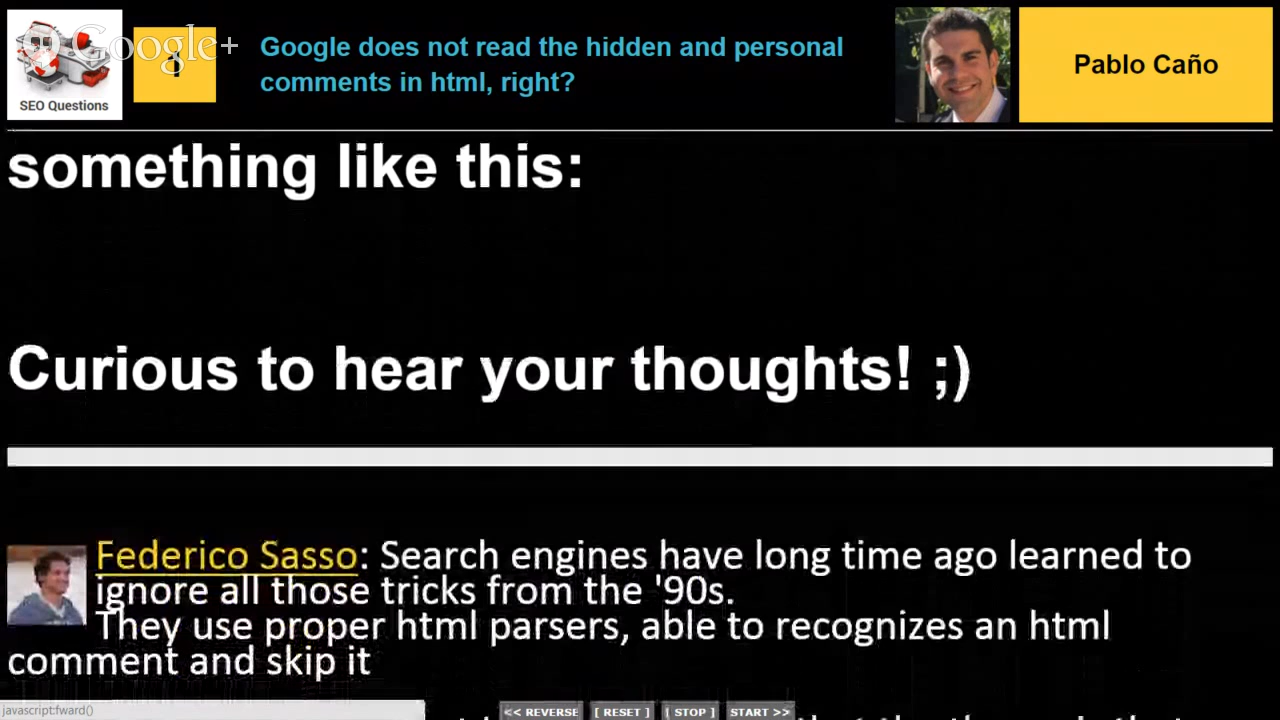 Google+
SEO Questions
Google does not read the hidden and personal
comments in html, right?
Pablo Caño
something like this:
Curious to hear your thoughts! ;)
Federico Sasso: Search engines have long time ago learned to
ignore all those tricks from the '90s.
They use proper html parsers, able to recognizes an html
comment and skip it
javascript:fward()
<< REVERSE [ RESET ] [ STOP ] START >>